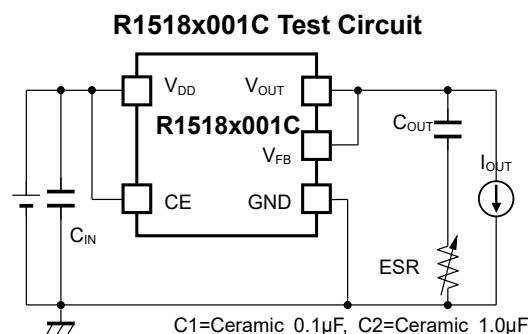 R1518x001C Test Circuit
VDD
VOUT
R1518x001C
COUT
VFB
IOUT
CE
GND
CIN
ESR
C1=Ceramic 0.1µF, C2=Ceramic 1.0µF